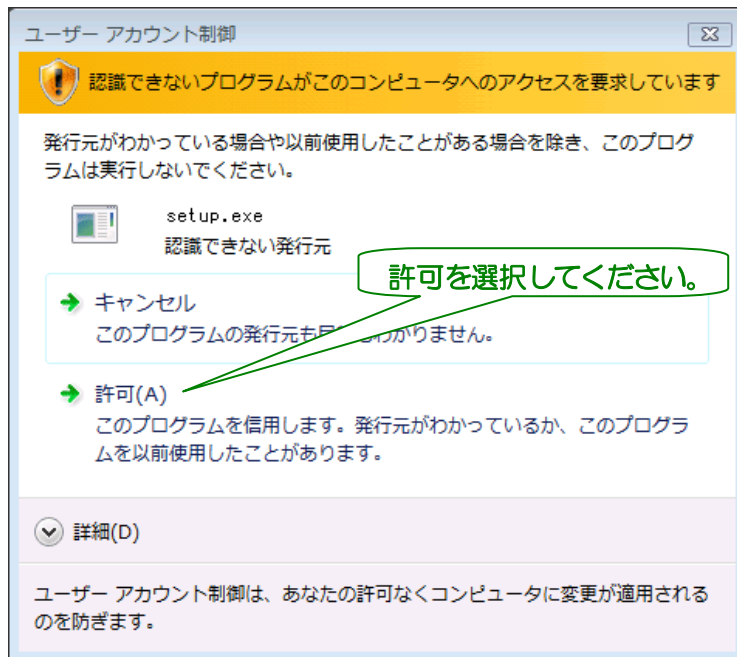 ユーザー アカウント制御
認識できないプログラムがこのコンピュータへのアクセスを要求しています
発行元がわかっている場合や以前使用したことがある場合を除き、このプログ
ラムは実行しないでください。
setup.exe
認識できない発行元
許可を選択してください。
キャンセル
このプログラムの発行元も わかりません。
許可(A)
このプログラムを信用します。発行元がわかっているか、このプログラ
ムを以前使用したことがあります。
詳細(D)
ユーザー アカウント制御は、あなたの許可なくコンピュータに変更が適用される
のを防ぎます。